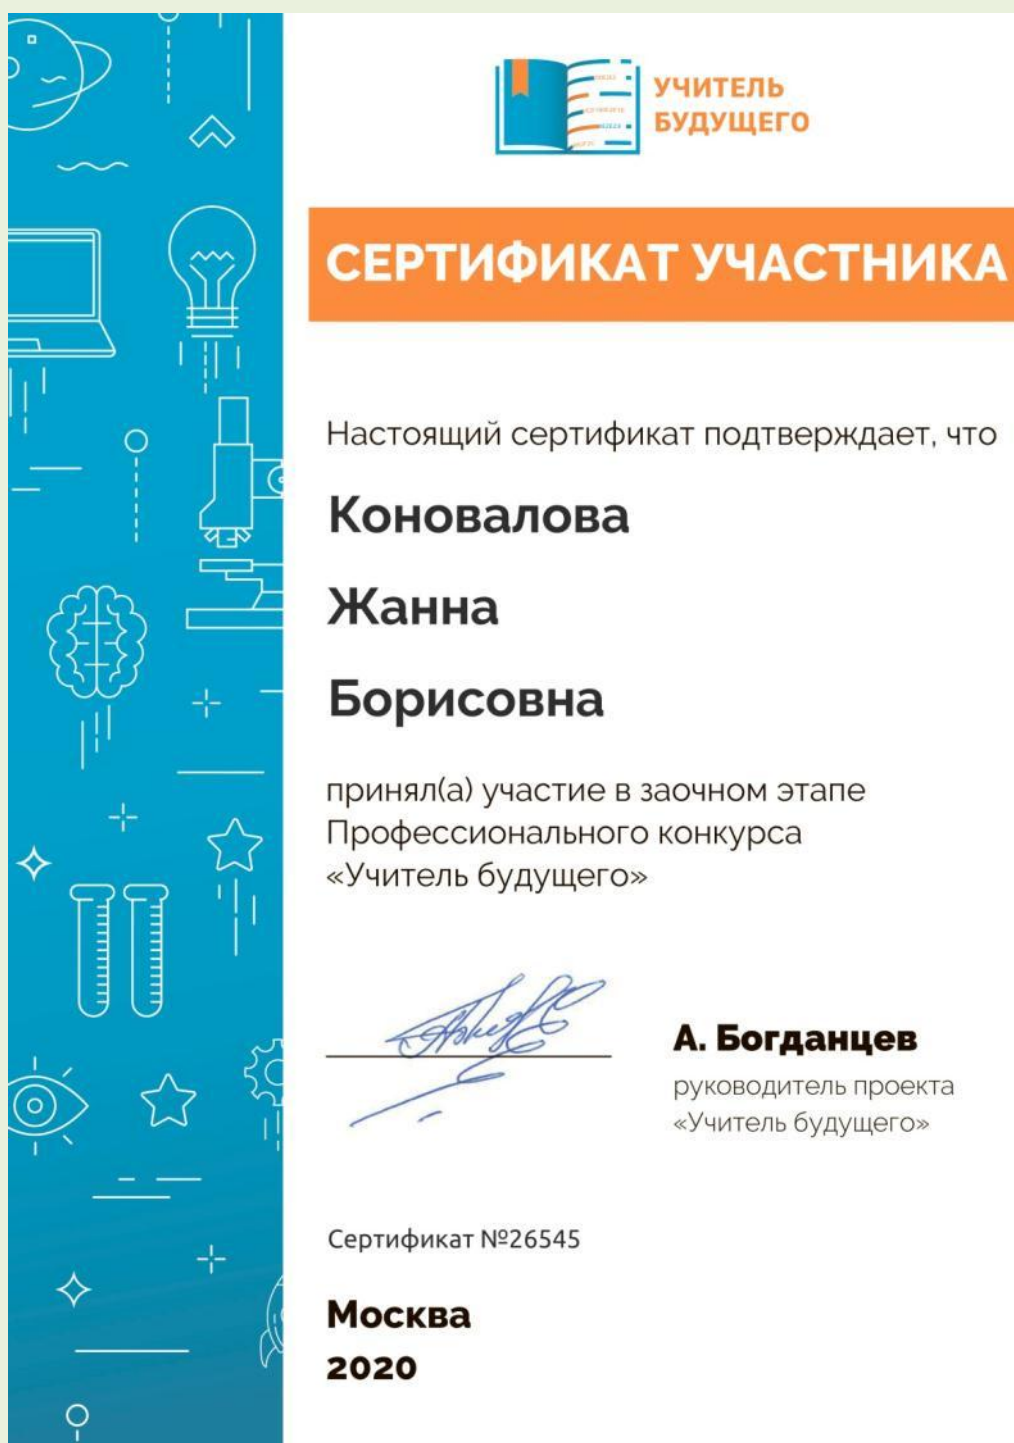 УЧИТЕЛЬ
БУДУЩЕГО
СЕРТИФИКАТ УЧАСТНИКА
Настоящий сертификат подтверждает, что
Коновалова
Жанна
Борисовна
принял(а) участие в заочном этапе
Профессионального конкурса
«Учитель будущего»
А. Богданцев
руководитель проекта
«Учитель будущего»
Сертификат №26545
Москва
2020